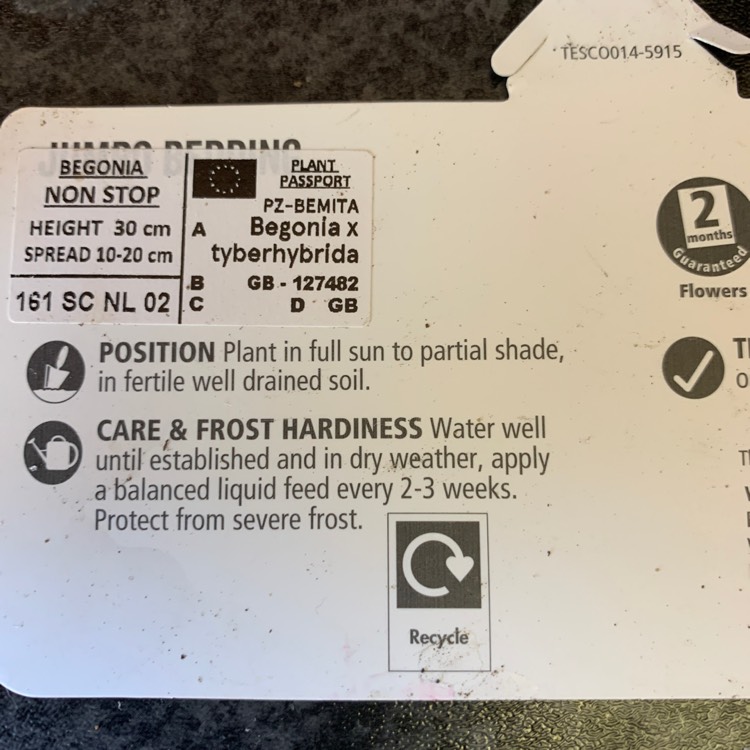 TESCO014-5915
JUMBO BEDDING
BEGONIA
NON STOP
HEIGHT 30 cm
SPREAD 10-20 cm
161 SC NL 02
PLANT
PASSPORT
PZ-BEMITA
A Begonia x
tyberhybrida
B GB - 127482
C D GB
2
months
Guaranteed
Flowers
POSITION Plant in full sun to partial shade,
in fertile well drained soil.
CARE & FROST HARDINESS Water well
until established and in dry weather, apply
a balanced liquid feed every 2-3 weeks.
Protect from severe frost.
Recycle